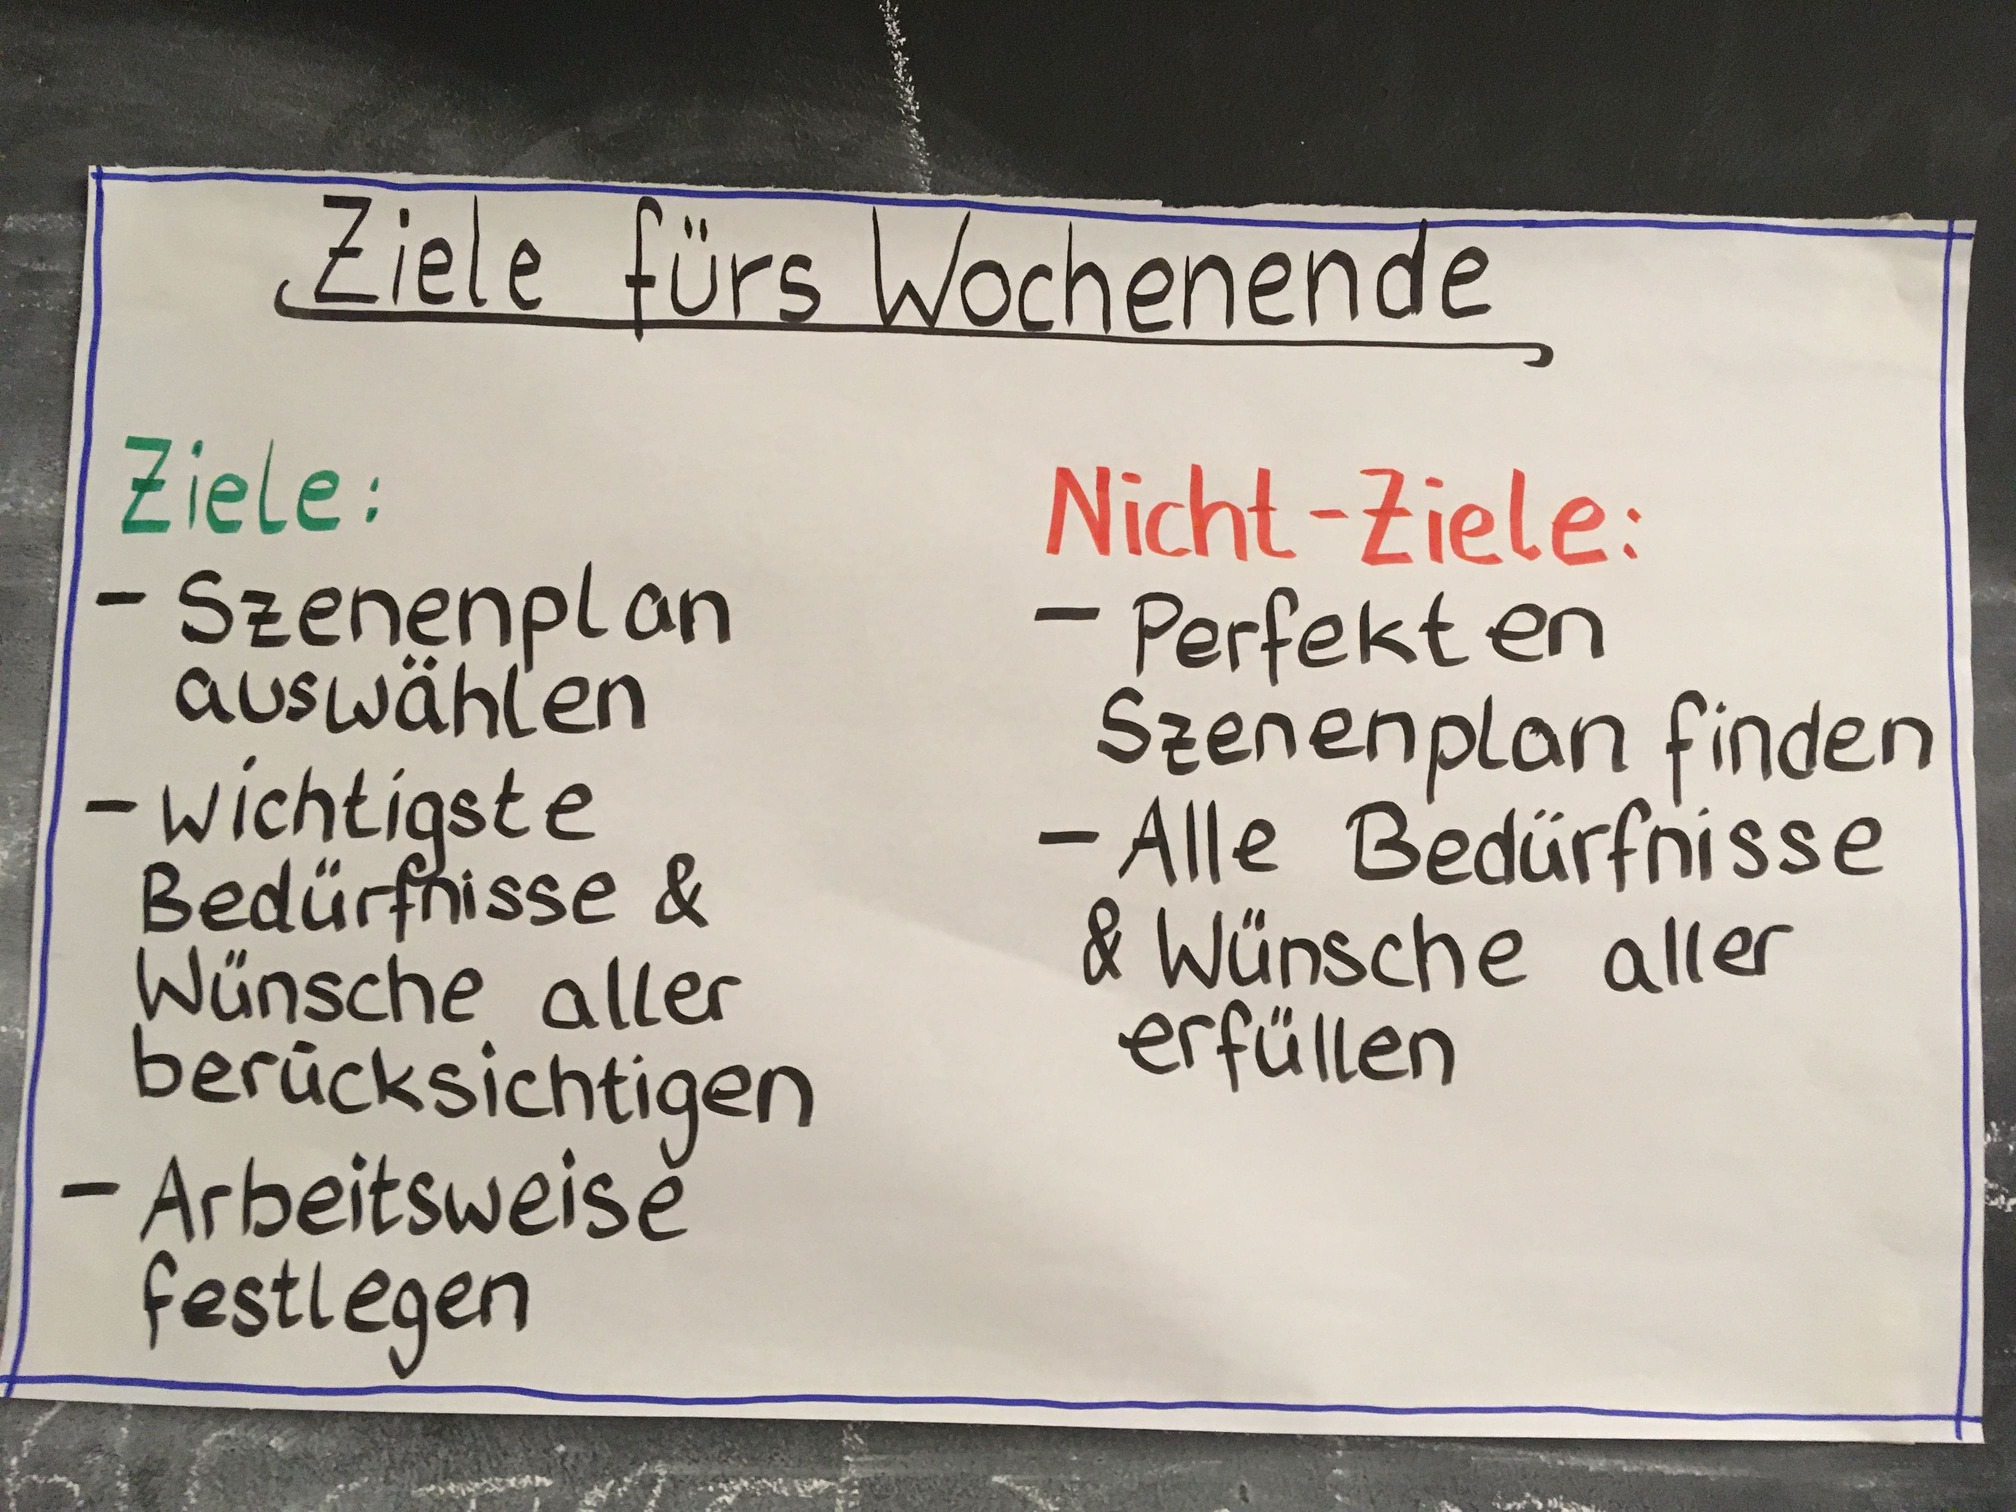 Ziele fürs Wochenende
Ziele:
- Szenenplan
auswählen
- Wichtigste
Bedürfnisse &
Wünsche aller
berücksichtigen
- Arbeitsweise
festlegen
Nicht-Ziele:
- Perfekten
Szenenplan finden
- Alle Bedürfnisse
& Wünsche aller
erfüllen